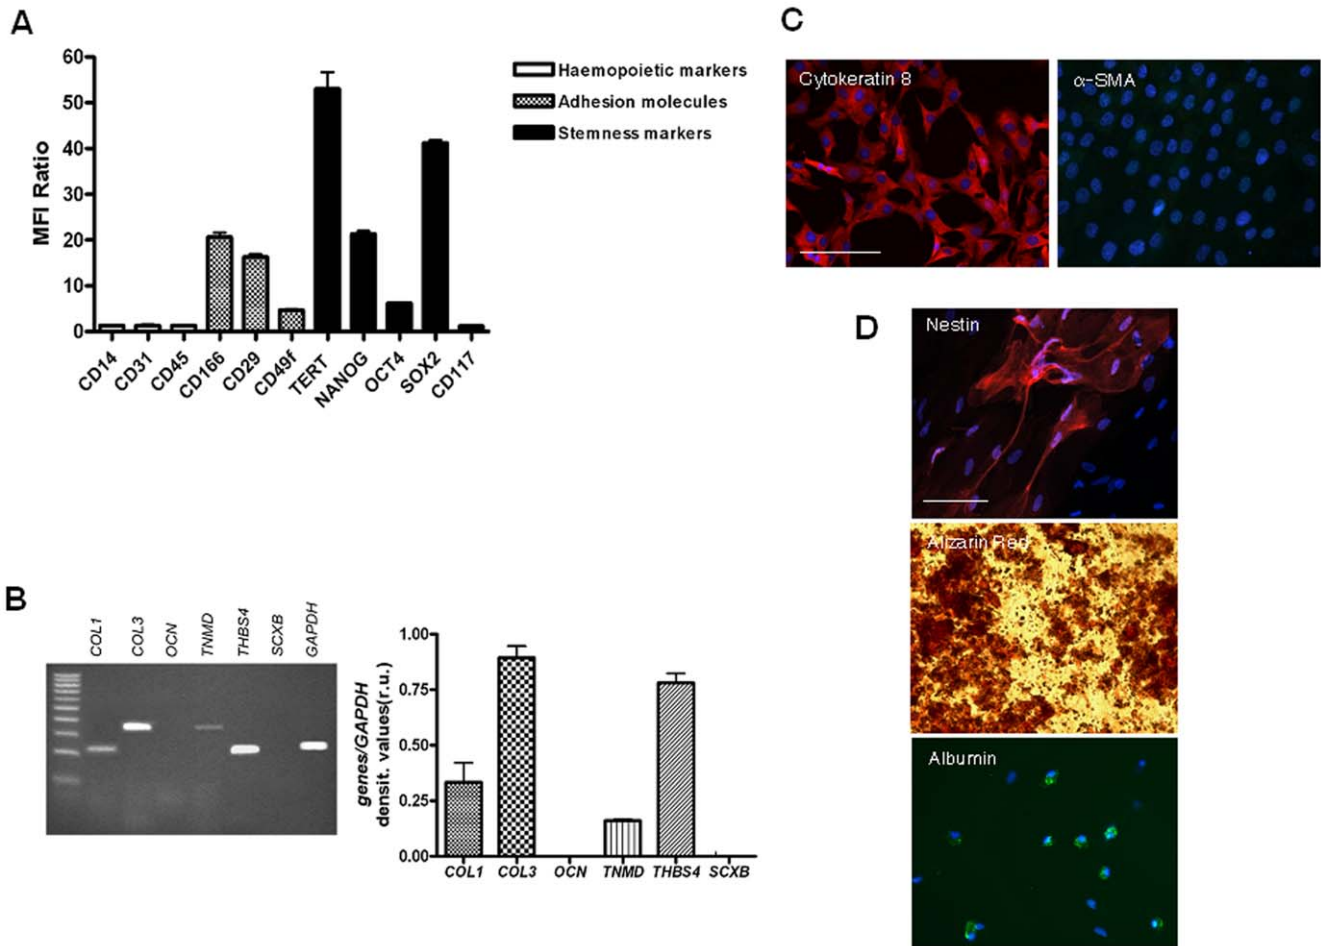 A
MFI Ratio
60
50
40
30
20
10
0
CD14
CD31
CD45
CD166
CD29
CD49f
TERT
NANOG
OCT4
SOX2
CD117
Haemopoietic markers
Adhesion molecules
Stemness markers
C
Cytokeratin 8
α-SMA
D
Nestin
Alizarin Red
Albumin
B
COL1
COL3
OCN
TNMD
THBS4
SCXB
GAPDH
genes/GAPDH
densit. values(r.u.)
1.00
0.75
0.50
0.25
0.00
COL1
COL3
OCN
TNMD
THBS4
SCXB